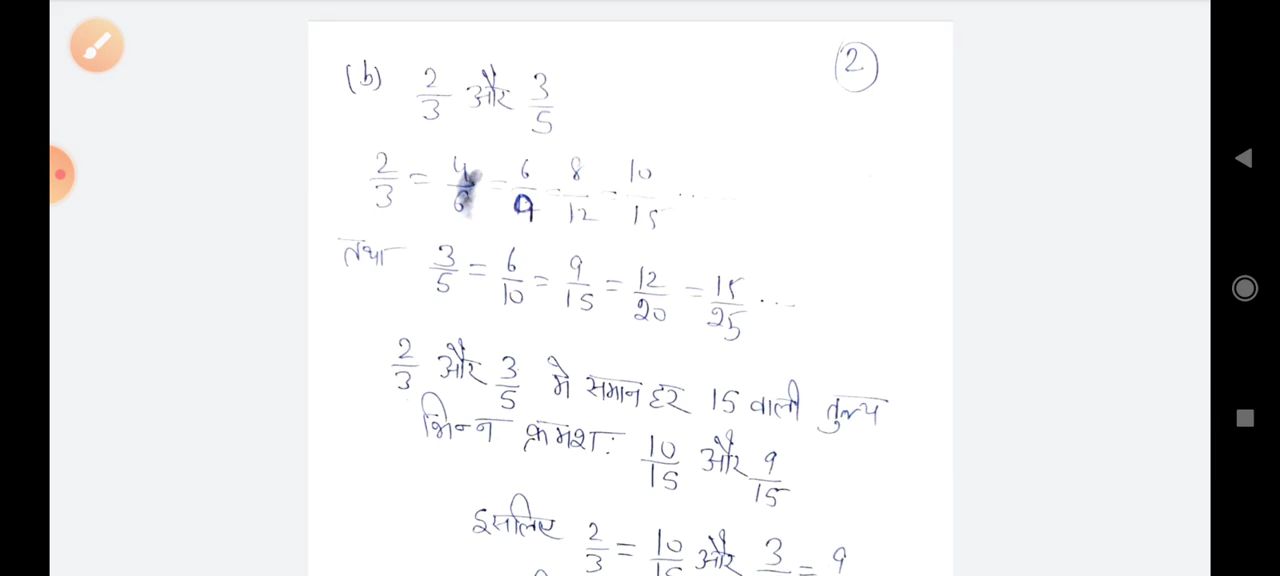 (2)
(b) 2/3 और 3/5
2/3 = 4/6 = 6/9 = 8/12 = 10/15 .....
तथा 3/5 = 6/10 = 9/15 = 12/20 = 15/25 ...
2/3 और 3/5 मे समान हर 15 वाली तुल्य
भिन्न क्रमश: 10/15 और 9/15
इसलिए 2/3 = 10/15 और 3 = 9